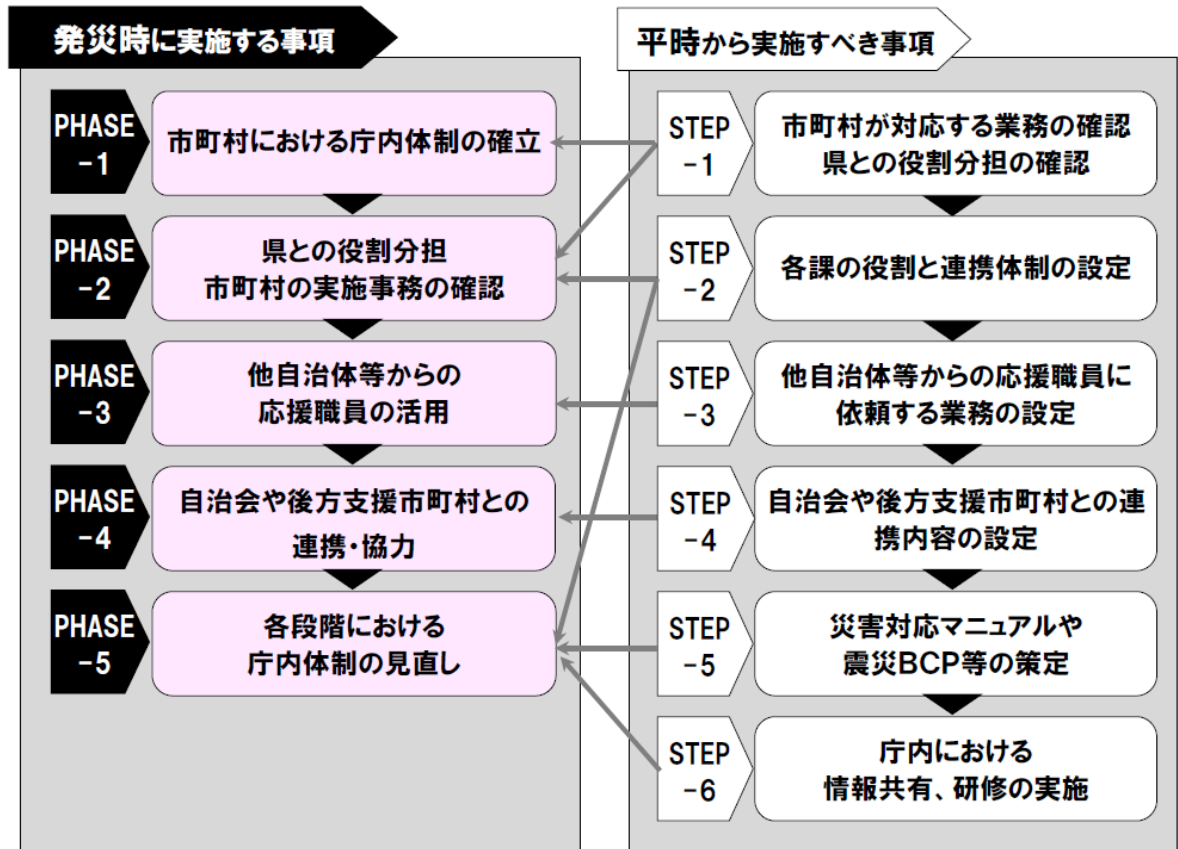 発災時に実施する事項
PHASE
-1
市町村における庁内体制の確立
PHASE
-2
県との役割分担
市町村の実施事務の確認
PHASE
-3
他自治体等からの
応援職員の活用
PHASE
-4
自治会や後方支援市町村との
連携・協力
PHASE
-5
各段階における
庁内体制の見直し
平時から実施すべき事項
STEP
-1
市町村が対応する業務の確認
県との役割分担の確認
STEP
-2
各課の役割と連携体制の設定
STEP
-3
他自治体等からの応援職員に
依頼する業務の設定
STEP
-4
自治会や後方支援市町村との連
携内容の設定
STEP
-5
災害対応マニュアルや
震災BCP等の策定
STEP
-6
庁内における
情報共有、研修の実施